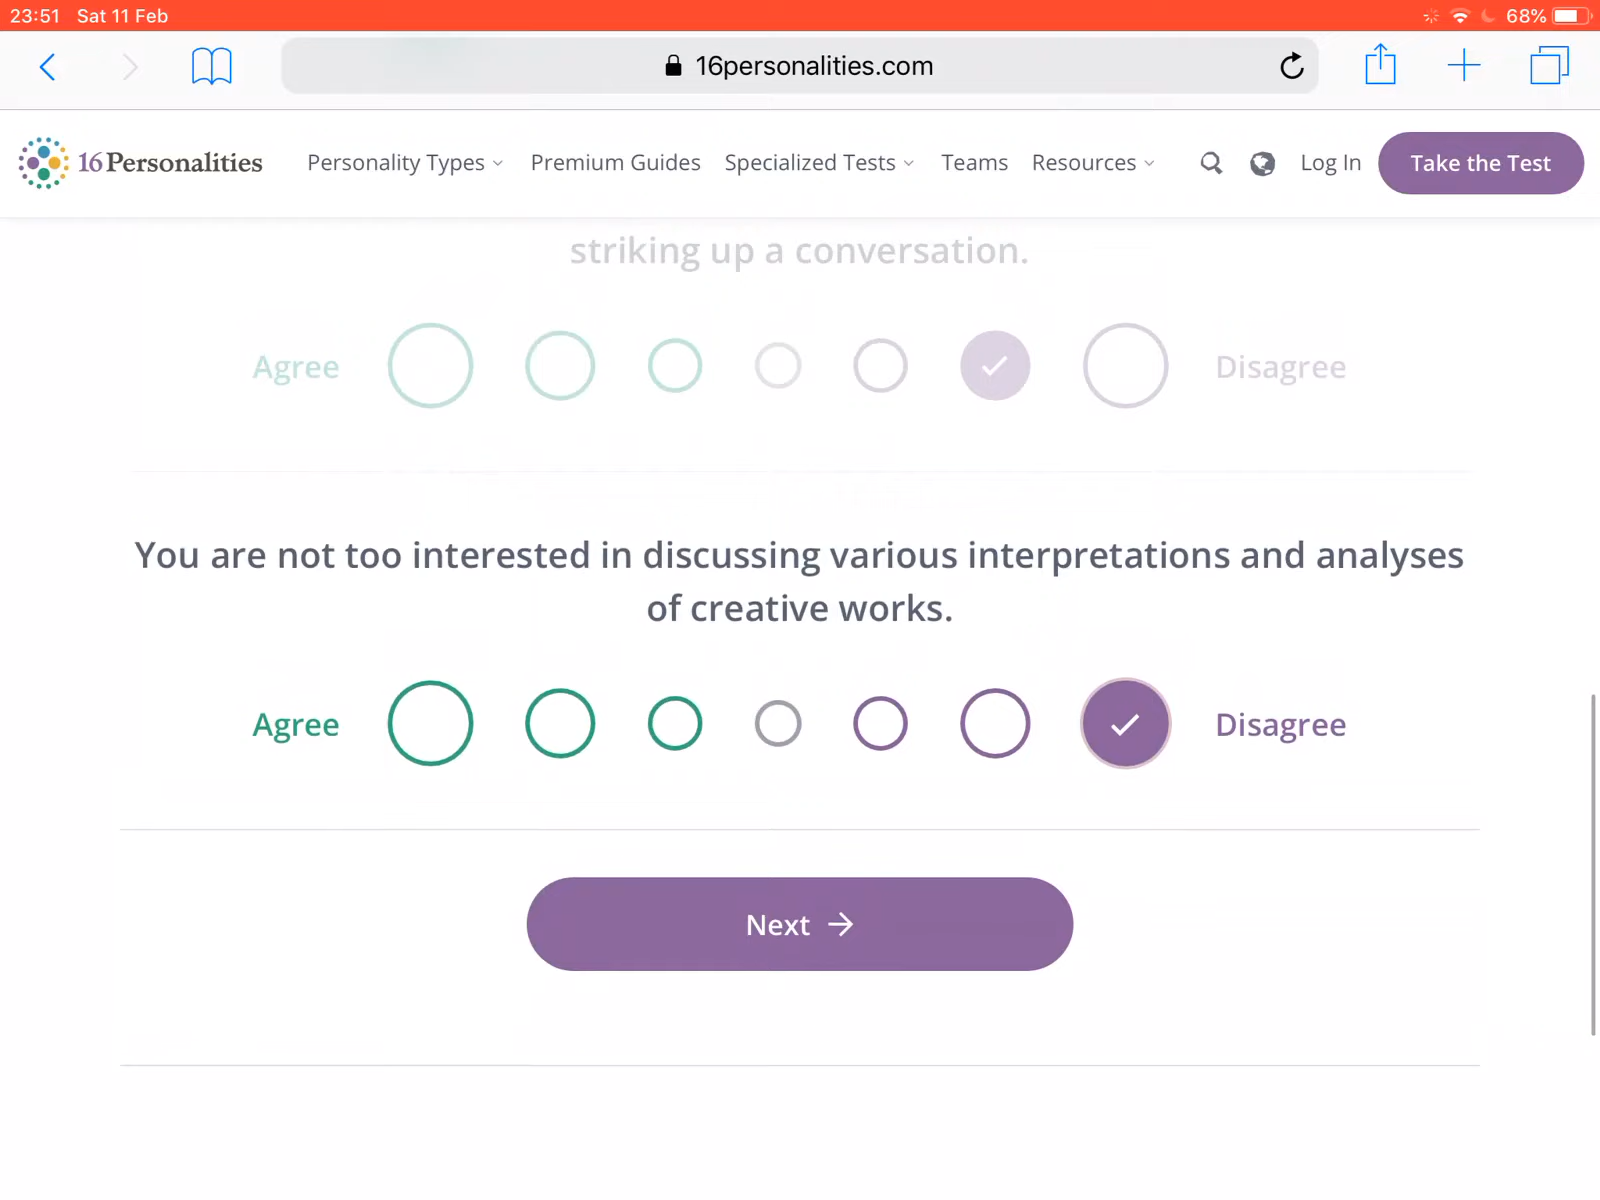 23:51 Sat 11 Feb
68%
16personalities.com
16Personalities
Personality Types
Premium Guides
Specialized Tests
Teams
Resources
Log In
Take the Test
striking up a conversation.
Agree
Disagree
You are not too interested in discussing various interpretations and analyses
of creative works.
Agree
Disagree
Next →